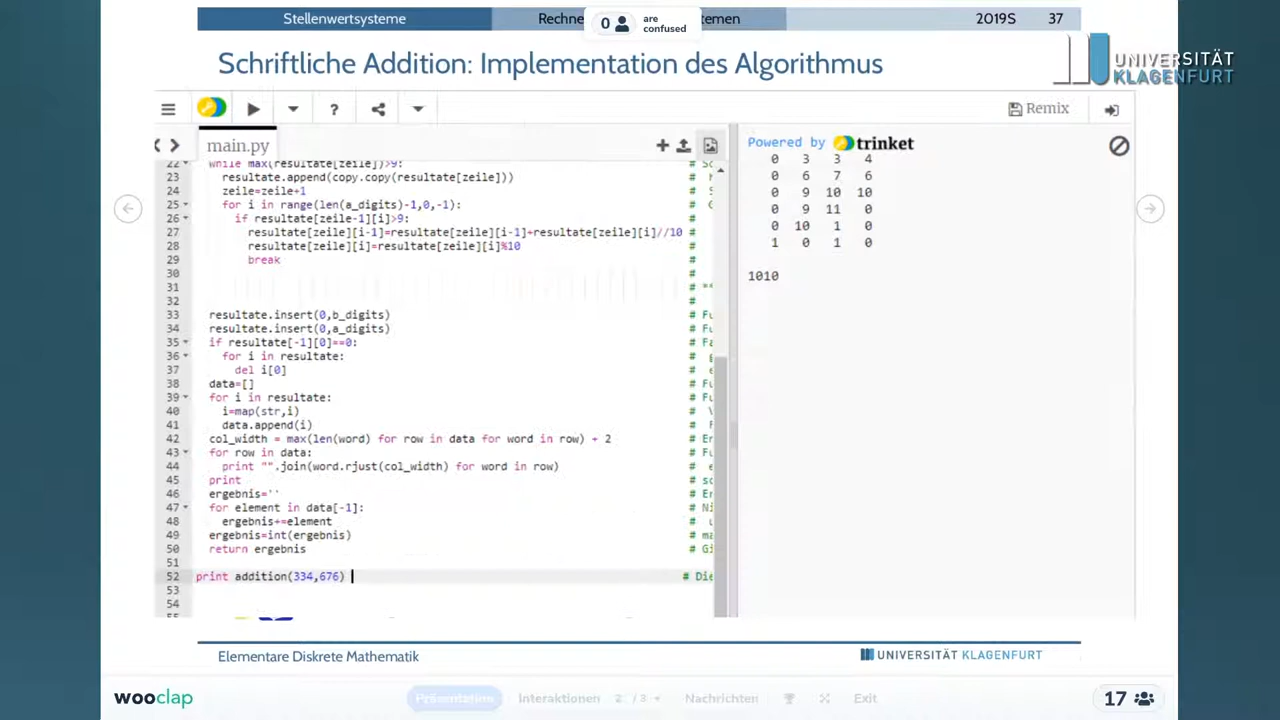 Stellenwertsysteme
2019S 37
0 are confused
Schriftliche Addition: Implementation des Algorithmus
UNIVERSITÄT
KLAGENFURT
? Remix
main.py
22 while max(resultate[zeile])>9:
23 resultate.append(copy.copy(resultate[zeile]))
24 zeile=zeile+1
25 for i in range(len(a_digits)-1,0,-1):
26 if resultate[zeile-1][i]>9:
27 resultate[zeile][i-1]=resultate[zeile][i-1]+resultate[zeile][i]//10 #
28 resultate[zeile][i]=resultate[zeile][i]%10 #
29 break #
30 #
31 #
32 #
33 resultate.insert(0,b_digits) #
34 resultate.insert(0,a_digits) #
35 if resultate[-1][0]==0: #
36 for i in resultate: #
37 del i[0] #
38 data=[] #
39 for i in resultate: #
40 i=map(str,i) #
41 data.append(i) #
42 col_width = max(len(word) for row in data for word in row) + 2 #
43 for row in data: #
44 print "".join(word.rjust(col_width) for word in row) #
45 print #
46 ergebnis='' #
47 for element in data[-1]: #
48 ergebnis+=element #
49 ergebnis=int(ergebnis) #
50 return ergebnis #
51
52 print addition(334,676) # Die
53
54
Powered by trinket
0 3 3 4
0 6 7 6
0 9 10 10
0 9 11 0
0 10 1 0
1 0 1 0
1010
Elementare Diskrete Mathematik
UNIVERSITÄT KLAGENFURT
wooclap
Präsentation Interaktionen 2 / 3 Nachrichten Exit
17